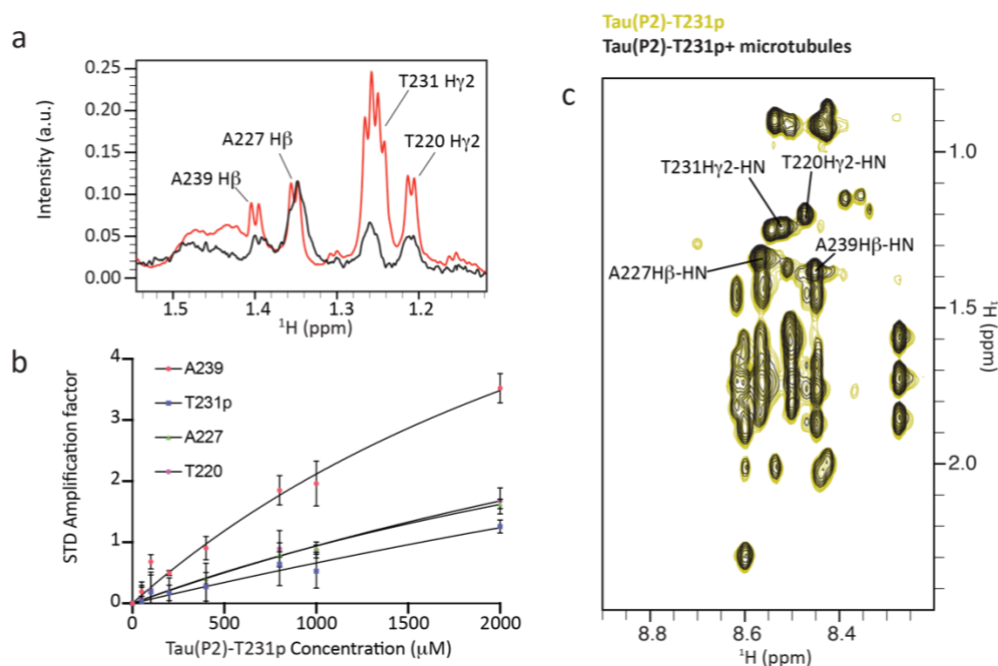 a
Intensity (a.u.)
0.25
0.20
0.15
0.10
0.05
0.00
A239 Hβ
A227 Hβ
T231 Hγ2
T220 Hγ2
1.5
1.4
1.3
1.2
¹H (ppm)
b
STD Amplification factor
4
3
2
1
0
A239
T231p
A227
T220
0
500
1000
1500
2000
Tau(P2)-T231p Concentration (μM)
Tau(P2)-T231p
Tau(P2)-T231p+ microtubules
c
T231Hγ2-HN
T220Hγ2-HN
A227Hβ-HN
A239Hβ-HN
1.0
1.5
2.0
¹H (ppm)
8.8
8.6
8.4
¹H (ppm)